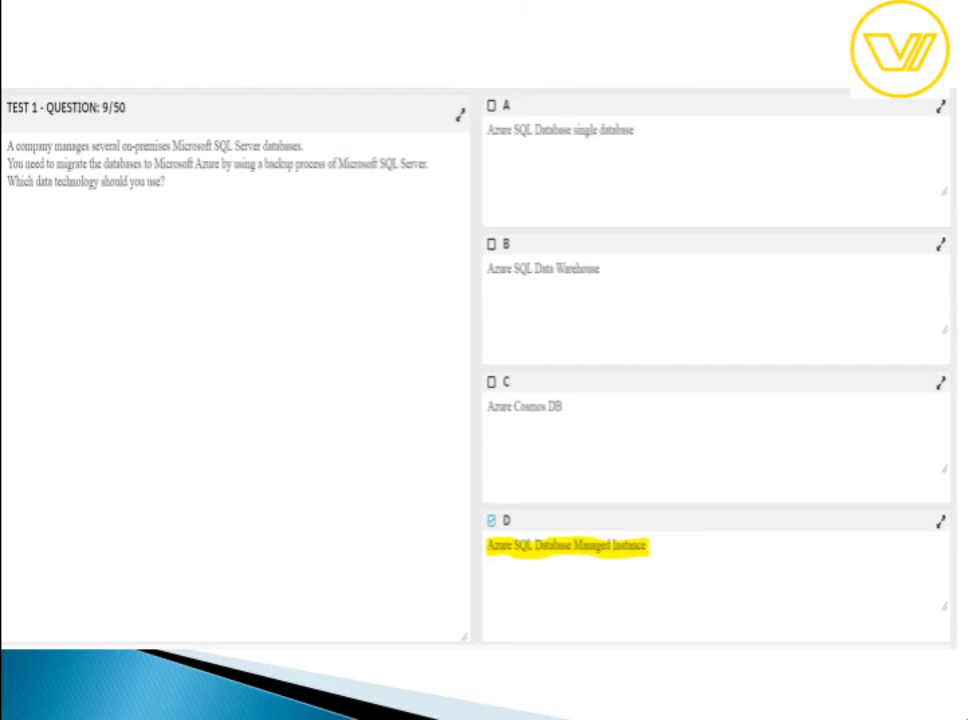 TEST 1 - QUESTION: 9/50
A company manages several on-premises Microsoft SQL Server databases.
You need to migrate the databases to Microsoft Azure by using a backup process of Microsoft SQL Server.
Which data technology should you use?
A
Azure SQL Database single database
B
Azure SQL Data Warehouse
C
Azure Cosmos DB
D
Azure SQL Database Managed Instance